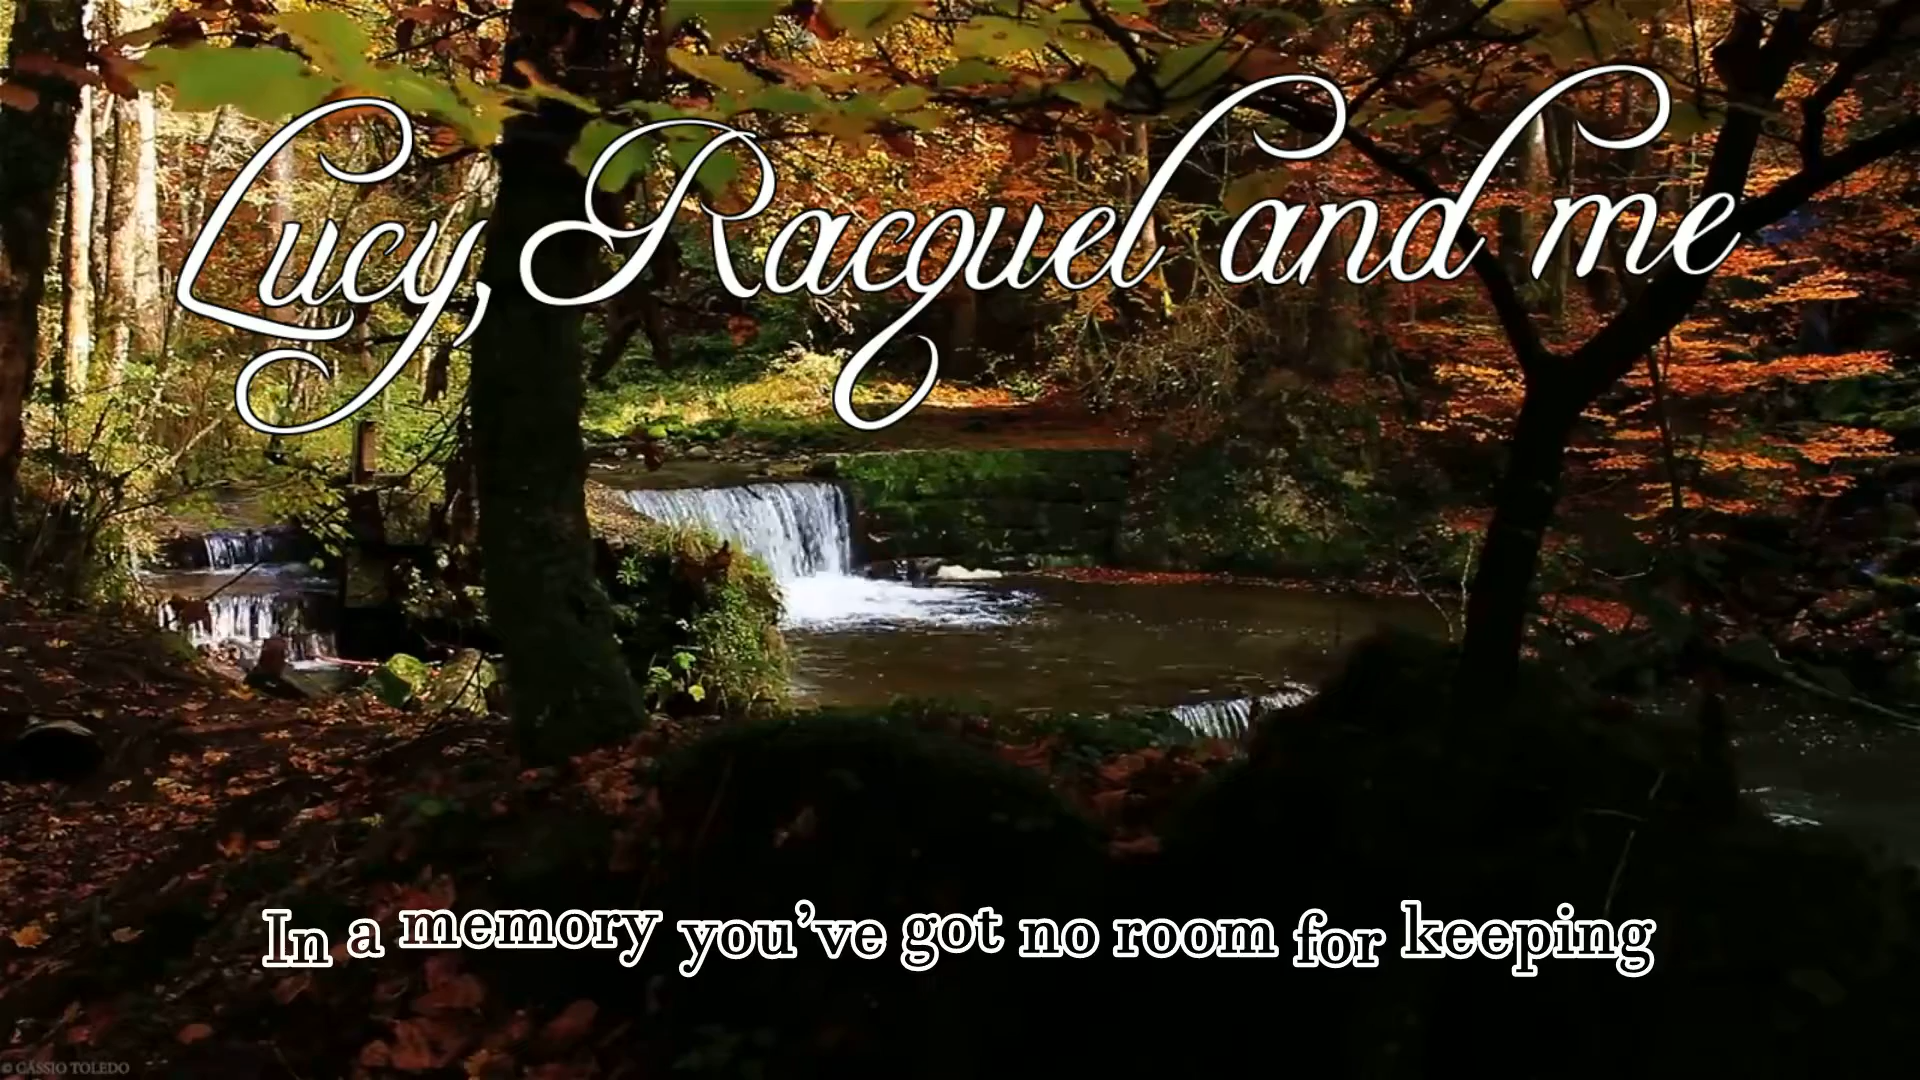 Lucy, Racquel and me
In a memory you've got no room for keeping
© CÁSSIO TOLEDO